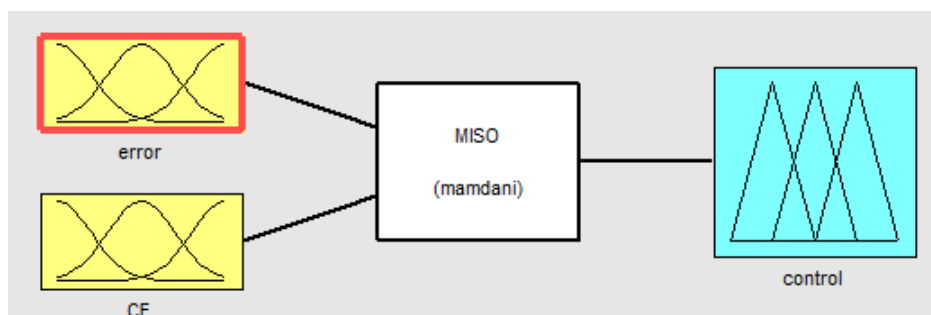 error
MISO
(mamdani)
control
CE